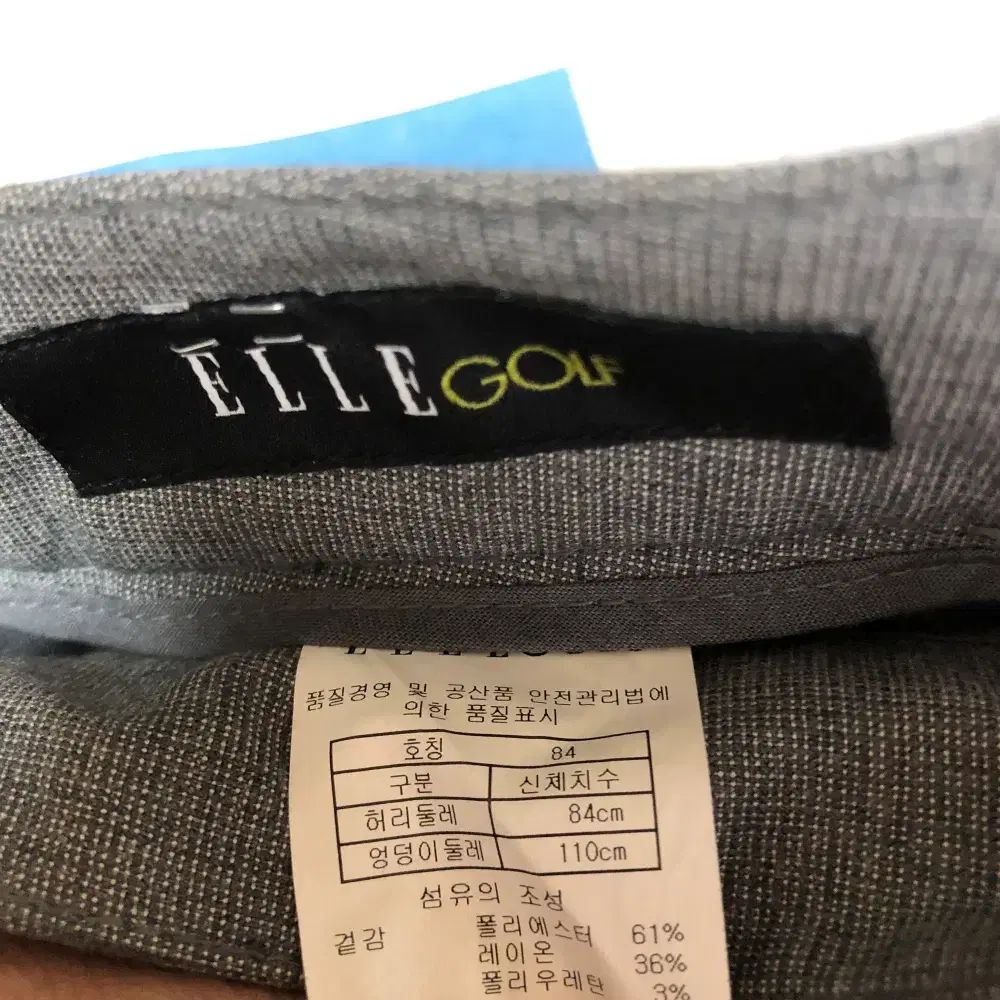 ELLE GOLF
품질경영 및 공산품 안전관리법에
의한 품질표시
호칭 84
구분 신체치수
허리둘레 84cm
엉덩이둘레 110cm
섬유의 조성
겉감 폴리에스터 61%
레이온 36%
폴리우레탄 3%